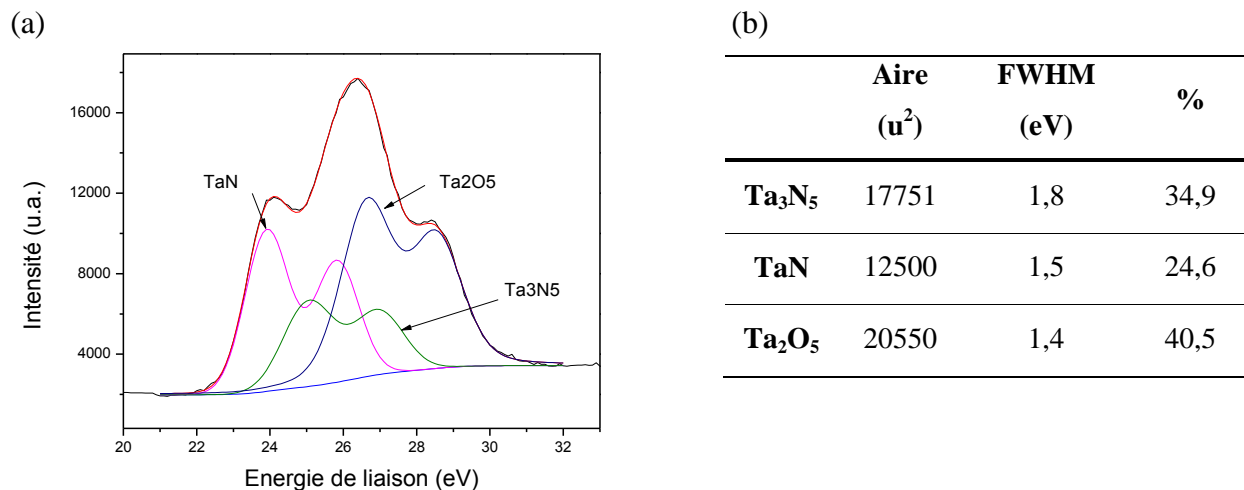 (a)
Intensité (u.a.)
16000
12000
8000
4000
TaN
Ta2O5
Ta3N5
20 22 24 26 28 30 32
Energie de liaison (eV)
(b)
Aire (u²) FWHM (eV) %
Ta₃N₅ 17751 1,8 34,9
TaN 12500 1,5 24,6
Ta₂O₅ 20550 1,4 40,5